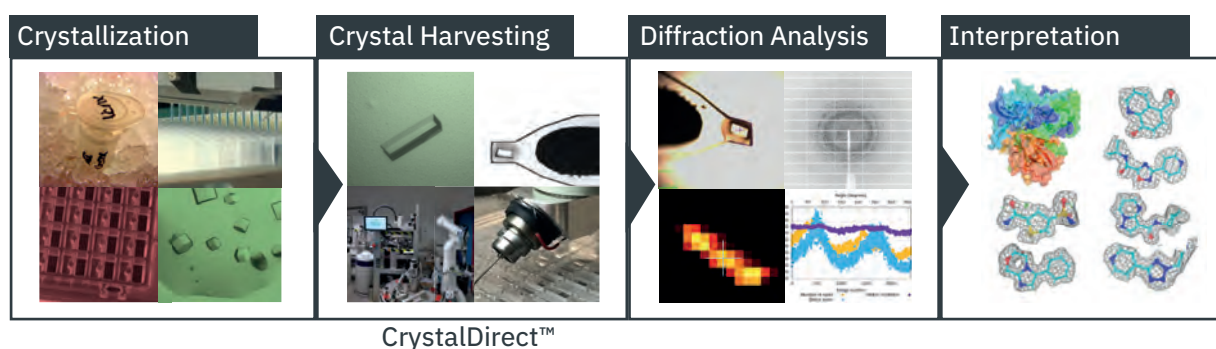 Crystallization
Crystal Harvesting
Diffraction Analysis
Interpretation
CrystalDirect™